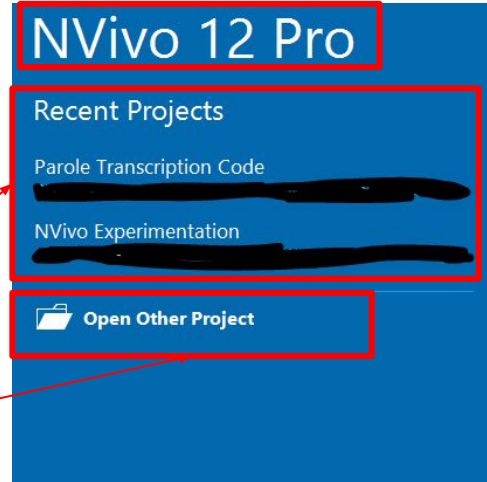 NVivo 12 Pro
Recent Projects
Parole Transcription Code
NVivo Experimentation
Open Other Project